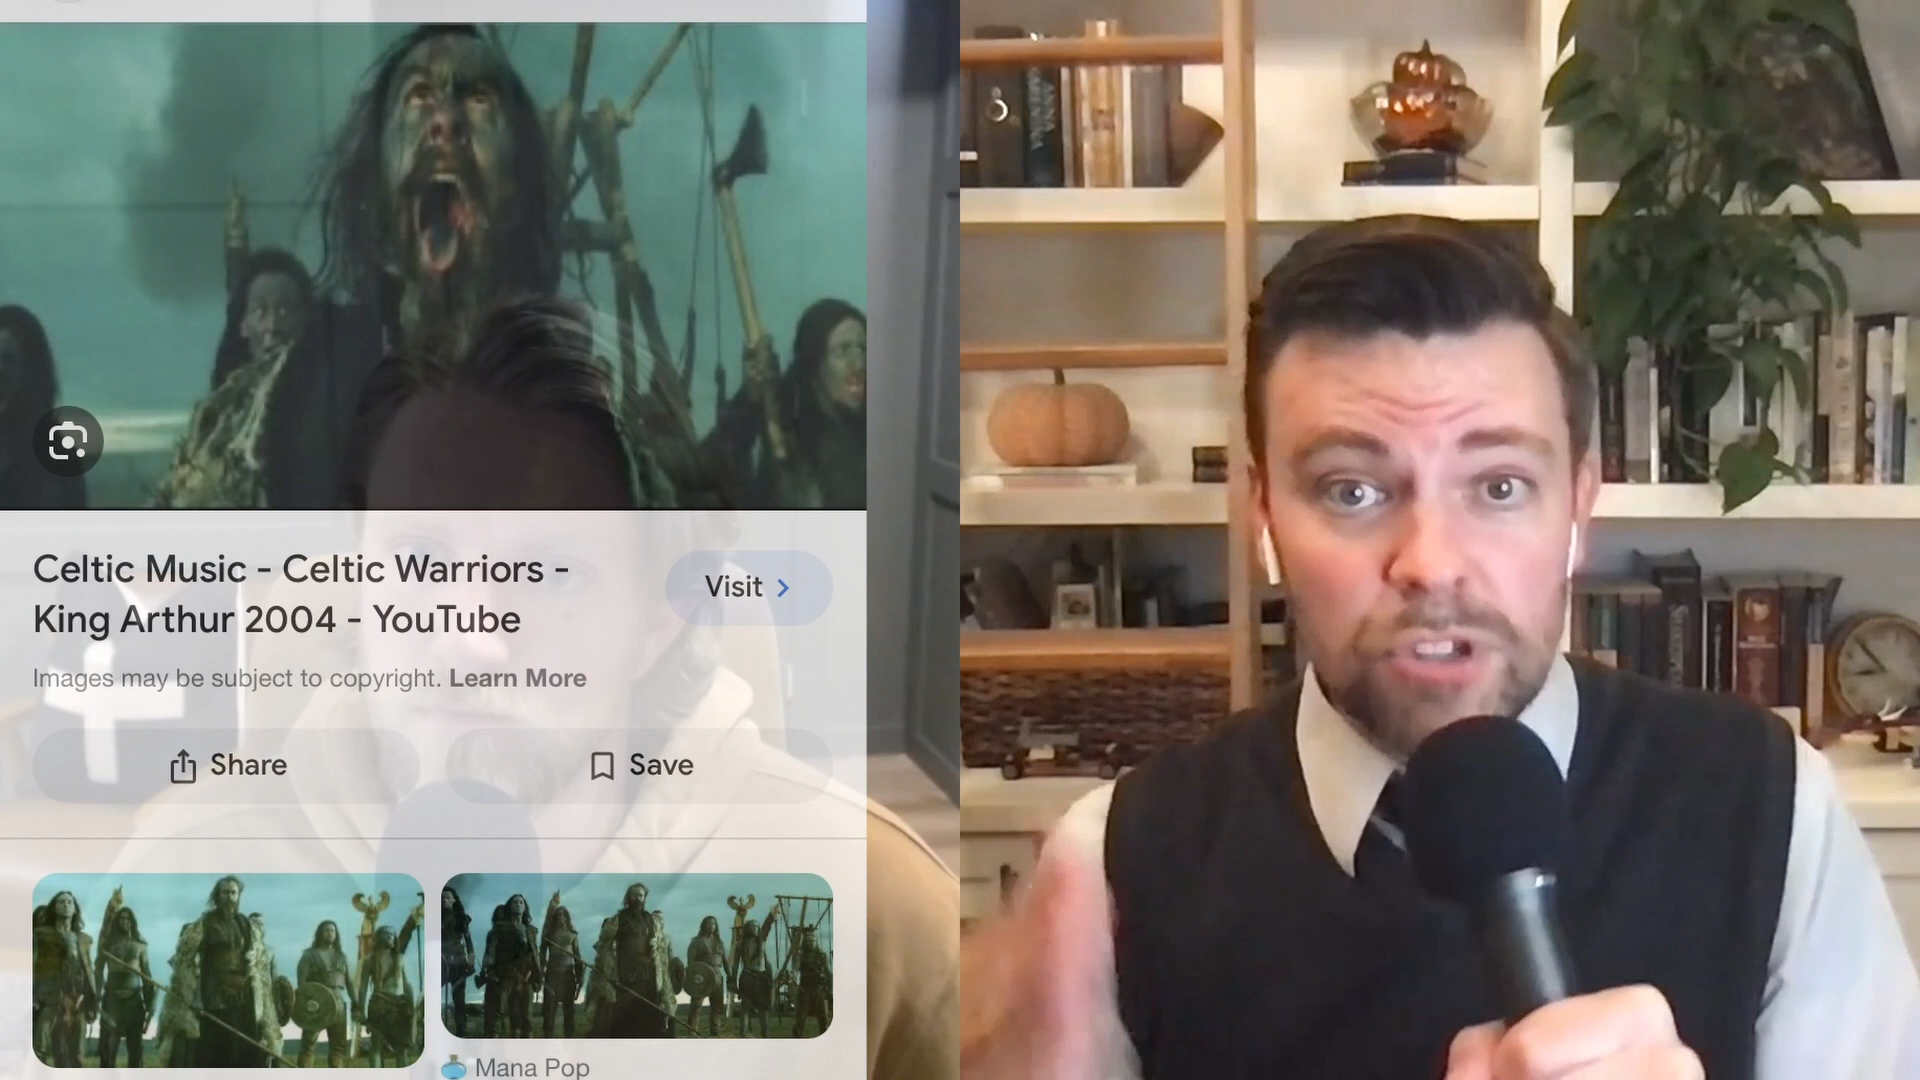 Celtic Music - Celtic Warriors -
King Arthur 2004 - YouTube
Visit
Images may be subject to copyright. Learn More
Share
Save
Mana Pop